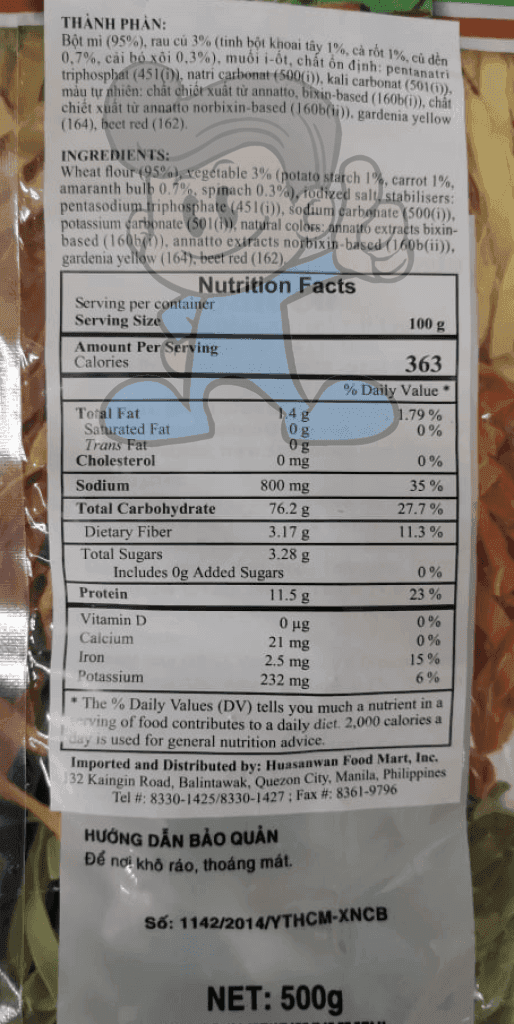 THÀNH PHẦN:
Bột mì (95%), rau củ 3% (tinh bột khoai tây 1%, cà rốt 1%, củ dền
0,7%, cải bó xôi 0,3%), muối i-ốt, chất ổn định: pentanatri
triphosphat (451(i)), natri carbonat (500(i)), kali carbonat (501(i)),
màu tự nhiên: chất chiết xuất từ annatto, bixin-based (160b(i)), chất
chiết xuất từ annatto norbixin-based (160b(ii)), gardenia yellow
(164), beet red (162).
INGREDIENTS:
Wheat flour (95%), vegetable 3% (potato starch 1%, carrot 1%,
amaranth bulb 0.7%, spinach 0.3%), iodized salt, stabilisers:
pentasodium triphosphate (451(i)), sodium carbonate (500(i)),
potassium carbonate (501(i)), natural colors: annatto extracts bixin-
based (160b(i)), annatto extracts norbixin-based (160b(ii)),
gardenia yellow (164), beet red (162)
Nutrition Facts
Serving per container
Serving Size 100 g
Amount Per Serving
Calories 363
% Daily Value *
Total Fat 1.4 g 1.79 %
Saturated Fat 0 g 0 %
Trans Fat 0 g
Cholesterol 0 mg 0 %
Sodium 800 mg 35 %
Total Carbohydrate 76.2 g 27.7 %
Dietary Fiber 3.17 g 11.3 %
Total Sugars 3.28 g
Includes 0g Added Sugars 0 %
Protein 11.5 g 23 %
Vitamin D 0 µg 0 %
Calcium 21 mg 0 %
Iron 2.5 mg 15 %
Potassium 232 mg 6 %
* The % Daily Values (DV) tells you much a nutrient in a
serving of food contributes to a daily diet. 2,000 calories a
day is used for general nutrition advice.
Imported and Distributed by: Huasanwan Food Mart, Inc.
132 Kaingin Road, Balintawak, Quezon City, Manila, Philippines
Tel #: 8330-1425/8330-1427 ; Fax #: 8361-9796
HƯỚNG DẪN BẢO QUẢN
Để nơi khô ráo, thoáng mát.
Số: 1142/2014/YTHCM-XNCB
NET: 500g